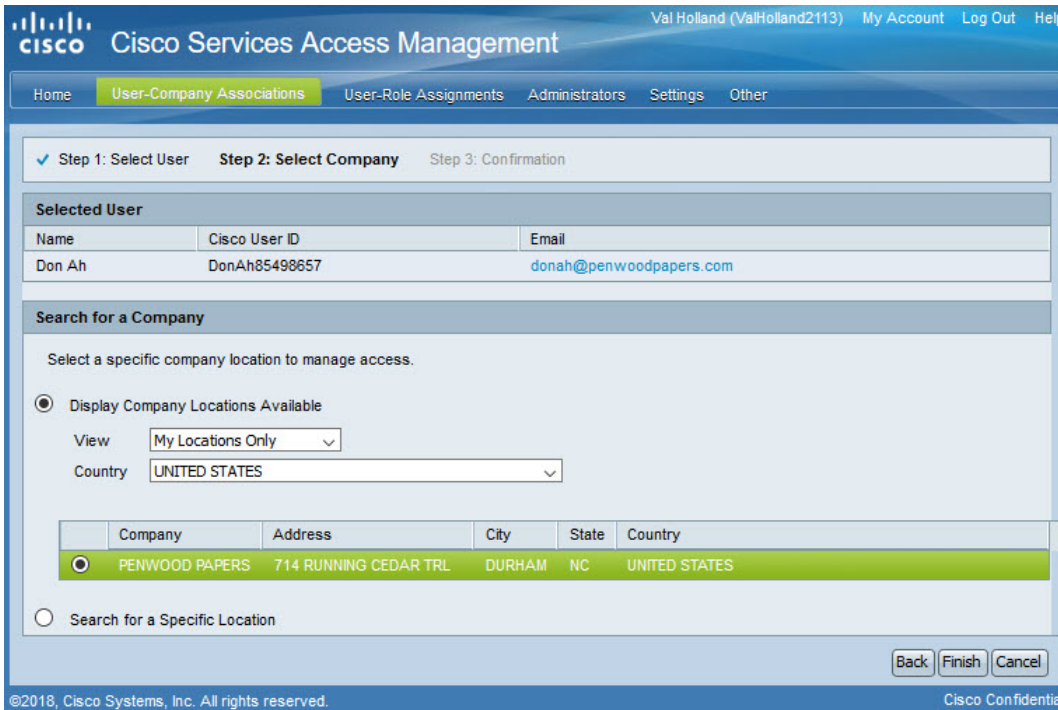 Val Holland (ValHolland2113) My Account Log Out Help
CISCO Cisco Services Access Management
Home User-Company Associations User-Role Assignments Administrators Settings Other
Step 1: Select User Step 2: Select Company Step 3: Confirmation
Selected User
Name Cisco User ID Email
Don Ah DonAh85498657 donah@penwoodpapers.com
Search for a Company
Select a specific company location to manage access.
Display Company Locations Available
View My Locations Only
Country UNITED STATES
Company Address City State Country
PENWOOD PAPERS 714 RUNNING CEDAR TRL DURHAM NC UNITED STATES
Search for a Specific Location
Back Finish Cancel
©2018, Cisco Systems, Inc. All rights reserved. Cisco Confidentia